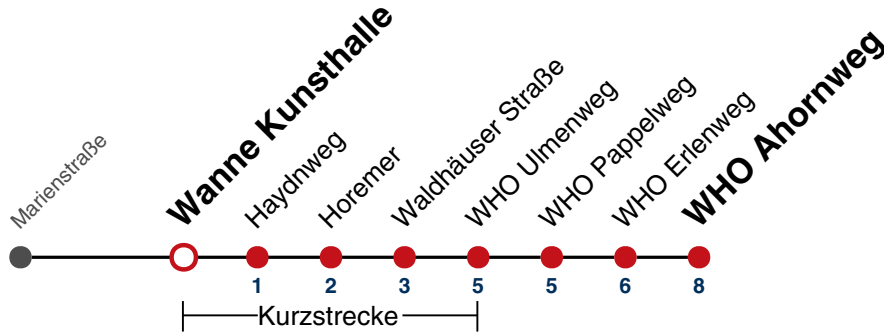 Marienstraße
Wanne Kunsthalle
Haydnweg
Horemer
Waldhäuser Straße
WHO Ulmenweg
WHO Pappelweg
WHO Erlenweg
WHO Ahornweg
1 2 3 5 5 6 8
Kurzstrecke